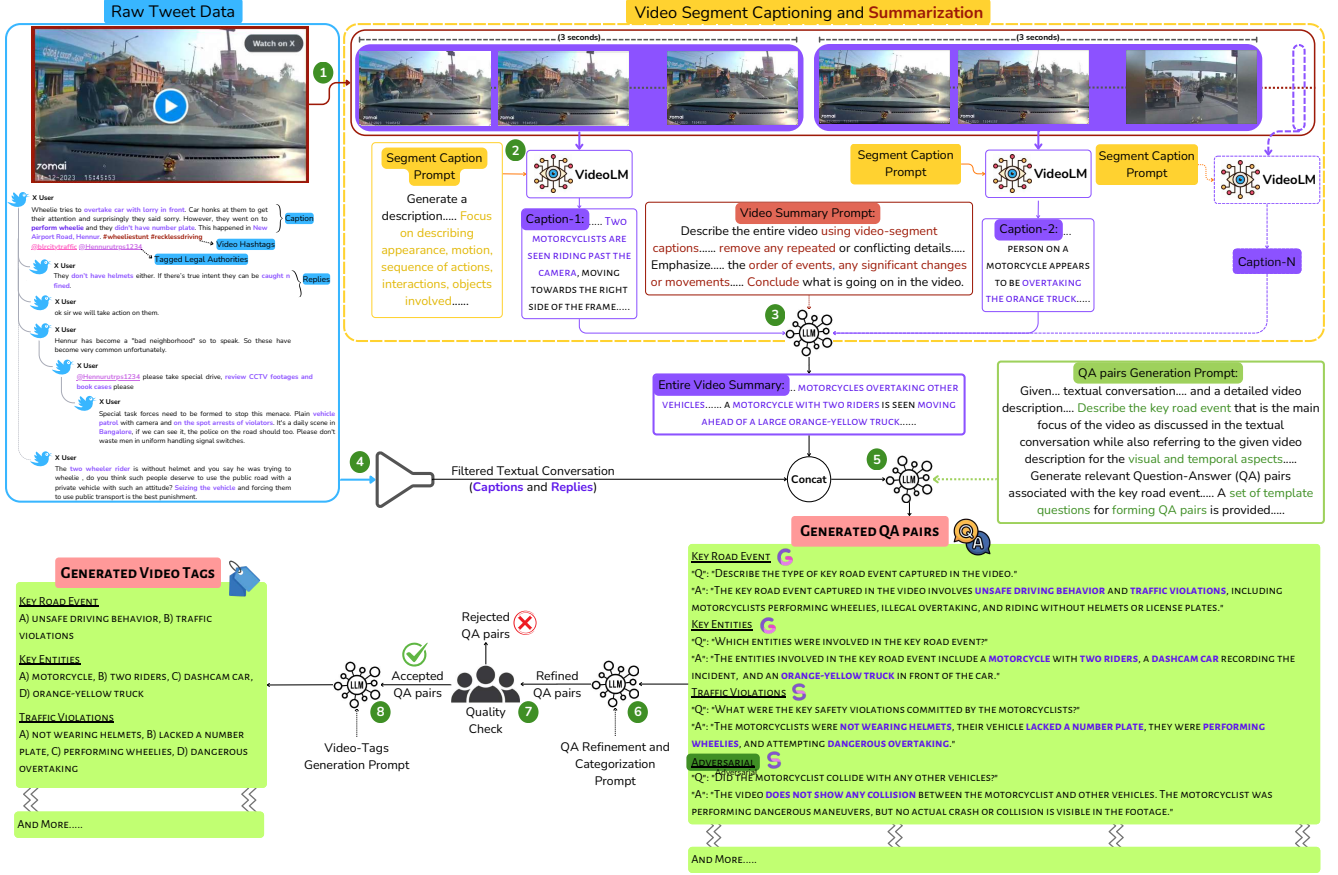 Raw Tweet Data
Watch on X
70mai
14-12-2023 15:45:53
X User
Wheelie tries to overtake car with lorry in front. Car honks at them to get
their attention and surprisingly they said sorry. However, they went on to
perform wheelie and they didn't have number plate. This happened in New
Airport Road, Hennur. #wheeliestunt #recklessdriving
@blrcitytraffic @Hennurutrps1234
Caption
Video Hashtags
Tagged Legal Authorities
X User
They don't have helmets either. If there's true intent they can be caught n
fined.
Replies
X User
ok sir we will take action on them.
X User
Hennur has become a "bad neighborhood" so to speak. So these have
become very common unfortunately.
X User
@Hennurutrps1234 please take special drive, review CCTV footages and
book cases please
X User
Special task forces need to be formed to stop this menace. Plain vehicle
patrol with camera and on the spot arrests of violators. It's a daily scene in
Bangalore, if we can see it, the police on the road should too. Please don't
waste men in uniform handling signal switches.
X User
The two wheeler rider is without helmet and you say he was trying to
wheelie , do you think such people deserve to use the public road with a
private vehicle with such an attitude? Seizing the vehicle and forcing them
to use public transport is the best punishment.
1
Video Segment Captioning and Summarization
(3 seconds)
(3 seconds)
70mai
70mai
70mai
70mai
70mai
Segment Caption
Prompt
Generate a
description.... Focus
on describing
appearance, motion,
sequence of actions,
interactions, objects
involved......
2
VideoLM
Caption-1: .... Two
motorcyclists are
seen riding past the
camera, moving
towards the right
side of the frame.....
Video Summary Prompt:
Describe the entire video using video-segment
captions...... remove any repeated or conflicting details.....
Emphasize..... the order of events, any significant changes
or movements..... Conclude what is going on in the video.
Segment Caption
Prompt
VideoLM
Caption-2: ...
person on a
motorcycle appears
to be overtaking
the orange truck.....
Segment Caption
Prompt
VideoLM
Caption-N
3
LLM
Entire Video Summary: .. motorcycles overtaking other
vehicles...... a motorcycle with two riders is seen moving
ahead of a large orange-yellow truck......
QA pairs Generation Prompt:
Given... textual conversation.... and a detailed video
description.... Describe the key road event that is the main
focus of the video as discussed in the textual
conversation while also referring to the given video
description for the visual and temporal aspects.....
Generate relevant Question-Answer (QA) pairs
associated with the key road event..... A set of template
questions for forming QA pairs is provided.....
4
Filtered Textual Conversation
(Captions and Replies)
Concat
5
LLM
Generated QA pairs
Q
A
Key Road Event G
"Q": "Describe the type of key road event captured in the video."
"A": "The key road event captured in the video involves unsafe driving behavior and traffic violations, including
motorcyclists performing wheelies, illegal overtaking, and riding without helmets or license plates."
Key Entities G
"Q": "Which entities were involved in the key road event?"
"A": "The entities involved in the key road event include a motorcycle with two riders, a dashcam car recording the
incident, and an orange-yellow truck in front of the car."
Traffic Violations S
"Q": "What were the key safety violations committed by the motorcyclists?"
"A": "The motorcyclists were not wearing helmets, their vehicle lacked a number plate, they were performing
wheelies, and attempting dangerous overtaking."
Adversarial S
Adversarial
"Q": "Did the motorcyclist collide with any other vehicles?"
"A": "The video does not show any collision between the motorcyclist and other vehicles. The motorcyclist was
performing dangerous maneuvers, but no actual crash or collision is visible in the footage."
And More.....
6
LLM
QA Refinement and
Categorization
Prompt
Refined
QA pairs
7
Quality
Check
Rejected
QA pairs
Accepted
QA pairs
8
LLM
Video-Tags
Generation Prompt
Generated Video Tags
Key Road Event
A) unsafe driving behavior, B) traffic
violations
Key Entities
A) motorcycle, B) two riders, C) dashcam car,
D) orange-yellow truck
Traffic Violations
A) not wearing helmets, B) lacked a number
plate, C) performing wheelies, D) dangerous
overtaking
And More.....